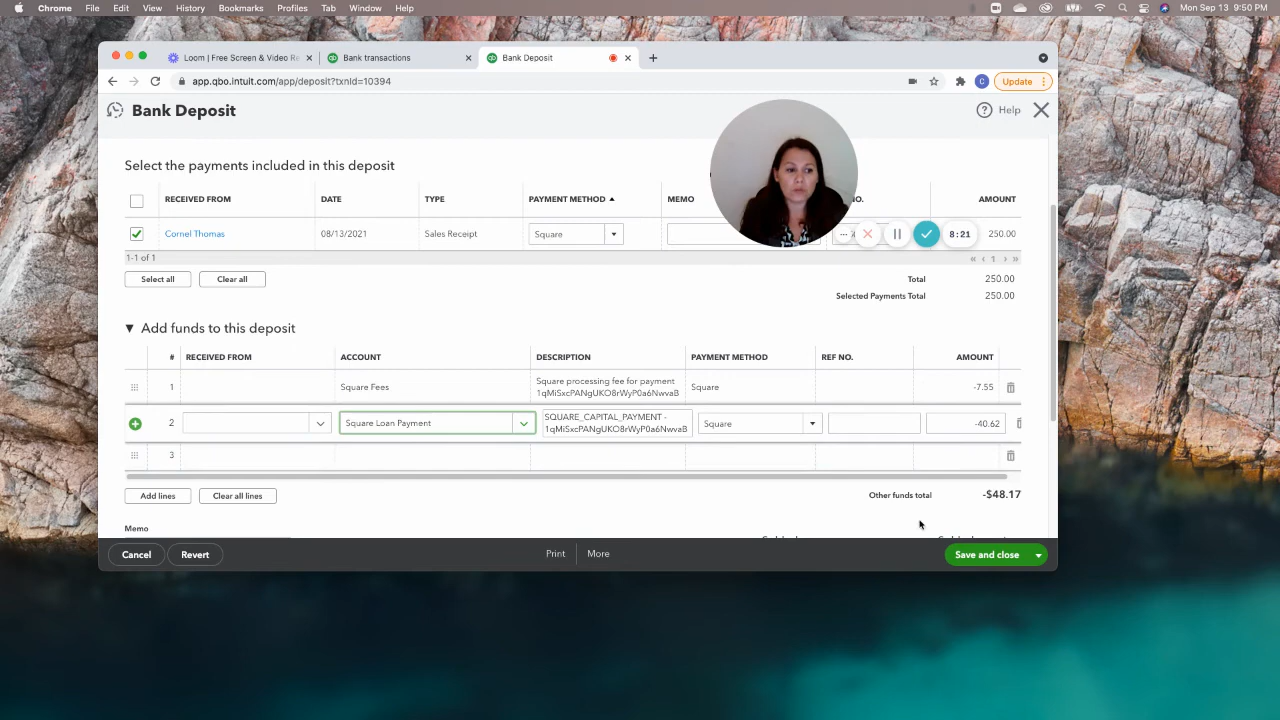 Chrome File Edit View History Bookmarks Profiles Tab Window Help Mon Sep 13 9:50 PM
Loom | Free Screen & Video Re × Bank transactions × Bank Deposit × +
app.qbo.intuit.com/app/deposit?txnId=10394 Update
Bank Deposit Help
Select the payments included in this deposit
RECEIVED FROM DATE TYPE PAYMENT METHOD MEMO NO. AMOUNT
Cornel Thomas 08/13/2021 Sales Receipt Square 8:21 250.00
1-1 of 1 « ‹ 1 › »
Select all Clear all Total 250.00
Selected Payments Total 250.00
Add funds to this deposit
# RECEIVED FROM ACCOUNT DESCRIPTION PAYMENT METHOD REF NO. AMOUNT
1 Square Fees Square processing fee for payment Square -7.55
1qMiSxcPANgUKO8rWyP0a6NwvaB
2 Square Loan Payment SQUARE_CAPITAL_PAYMENT - Square -40.62
1qMiSxcPANgUKO8rWyP0a6NwvaB
3
Add lines Clear all lines Other funds total -$48.17
Memo
Cancel Revert Print More Save and close